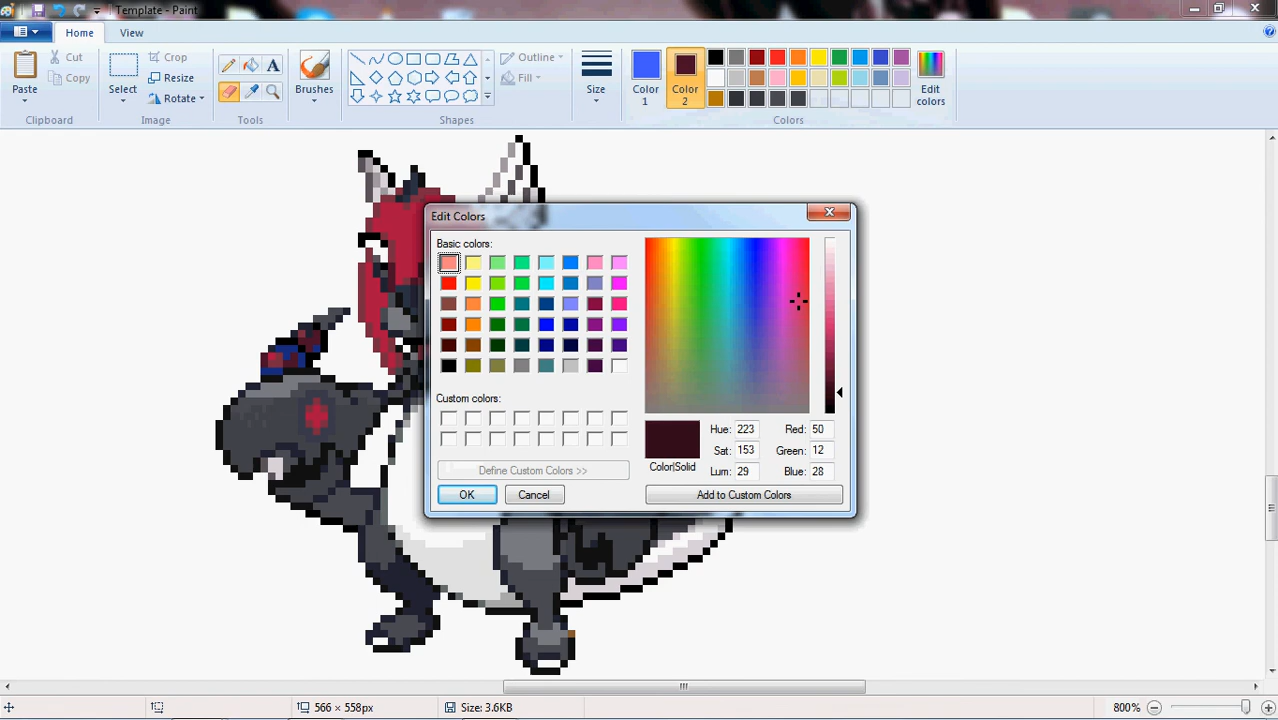 Template - Paint
Home View
Paste
Cut
Copy
Clipboard
Select
Crop
Resize
Rotate
Image
A
Tools
Brushes
Outline
Fill
Shapes
Size
Color 1
Color 2
Edit colors
Colors
Edit Colors
Basic colors:
Custom colors:
Define Custom Colors >>
OK Cancel
Color|Solid
Hue: 223 Red: 50
Sat: 153 Green: 12
Lum: 29 Blue: 28
Add to Custom Colors
566 × 558px Size: 3.6KB 800%